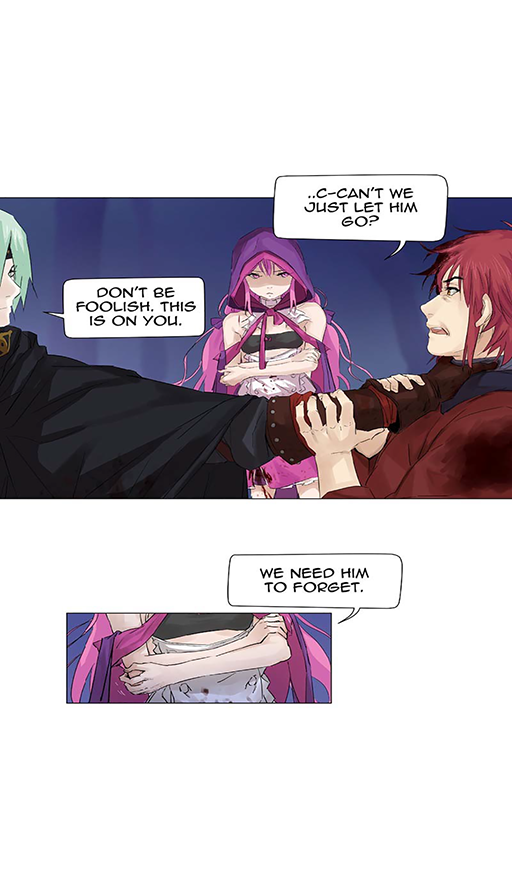 ..C-CAN'T WE
JUST LET HIM
GO?
DON'T BE
FOOLISH. THIS
IS ON YOU.
WE NEED HIM
TO FORGET.